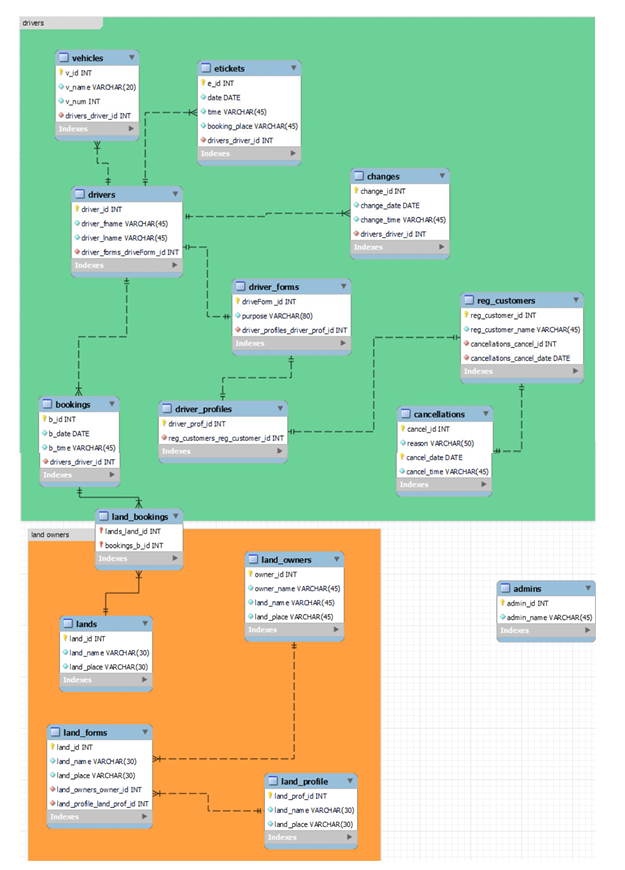 drivers
vehicles
v_id INT
v_name VARCHAR(20)
v_num INT
drivers_driver_id INT
Indexes
etickets
e_id INT
date DATE
time VARCHAR(45)
booking_place VARCHAR(45)
drivers_driver_id INT
Indexes
changes
change_id INT
change_date DATE
change_time VARCHAR(45)
drivers_driver_id INT
Indexes
drivers
driver_id INT
driver_fname VARCHAR(45)
driver_lname VARCHAR(45)
driver_forms_driveForm_id INT
Indexes
driver_forms
driveForm_id INT
purpose VARCHAR(80)
driver_profiles_driver_prof_id INT
Indexes
reg_customers
reg_customer_id INT
reg_customer_name VARCHAR(45)
cancellations_cancel_id INT
cancellations_cancel_date DATE
Indexes
bookings
b_id INT
b_date DATE
b_time VARCHAR(45)
drivers_driver_id INT
Indexes
driver_profiles
driver_prof_id INT
reg_customers_reg_customer_id INT
Indexes
cancellations
cancel_id INT
reason VARCHAR(50)
cancel_date DATE
cancel_time VARCHAR(45)
Indexes
land_bookings
lands_land_id INT
bookings_b_id INT
Indexes
land owners
land_owners
owner_id INT
owner_name VARCHAR(45)
land_name VARCHAR(45)
land_place VARCHAR(45)
Indexes
admins
admin_id INT
admin_name VARCHAR(45)
Indexes
lands
land_id INT
land_name VARCHAR(30)
land_place VARCHAR(30)
Indexes
land_forms
land_id INT
land_name VARCHAR(30)
land_place VARCHAR(30)
land_owners_owner_id INT
land_profile_land_prof_id INT
Indexes
land_profile
land_prof_id INT
land_name VARCHAR(30)
land_place VARCHAR(30)
Indexes